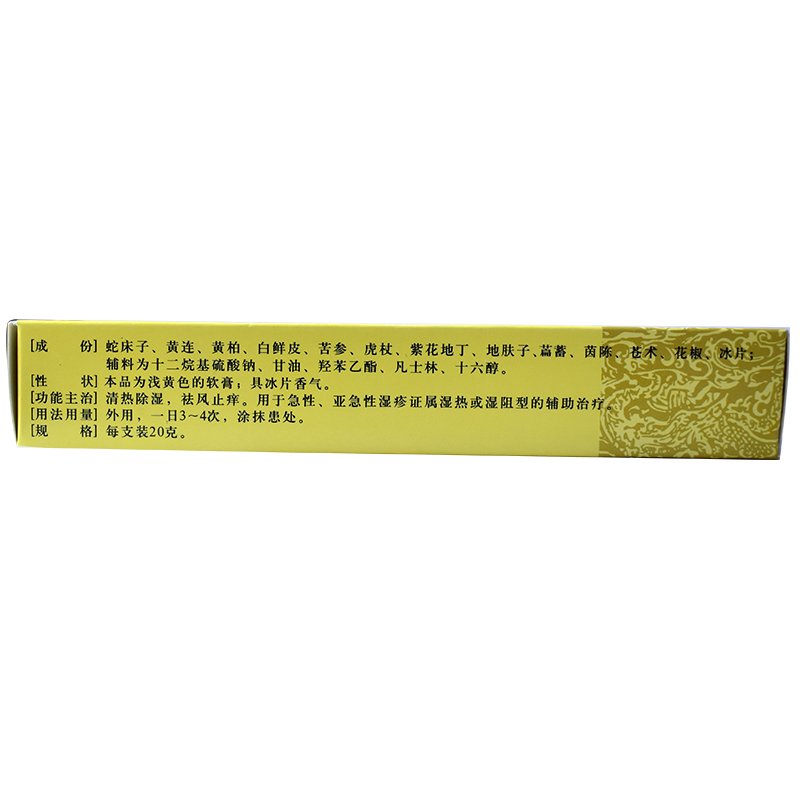 [成 份] 蛇床子、黄连、黄柏、白鲜皮、苦参、虎杖、紫花地丁、地肤子、萹蓄、茵陈、苍术、花椒、冰片；
辅料为十二烷基硫酸钠、甘油、羟苯乙酯、凡士林、十六醇。
[性 状] 本品为浅黄色的软膏；具冰片香气。
[功能主治] 清热除湿，祛风止痒。用于急性、亚急性湿疹证属湿热或湿阻型的辅助治疗。
[用法用量] 外用，一日3~4次，涂抹患处。
[规 格] 每支装20克。